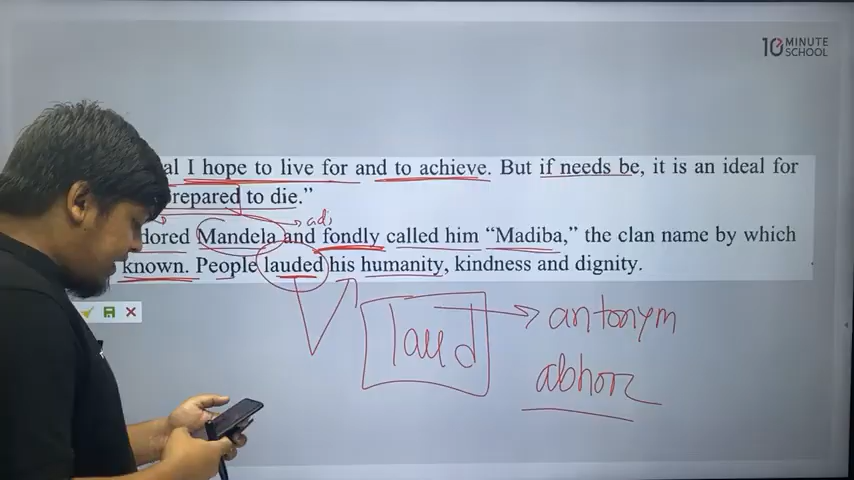 10 MINUTE
SCHOOL
al I hope to live for and to achieve. But if needs be, it is an ideal for
prepared to die.”
adj
dored Mandela and fondly called him “Madiba,” the clan name by which
known. People lauded his humanity, kindness and dignity.
laud → antonym
abhor